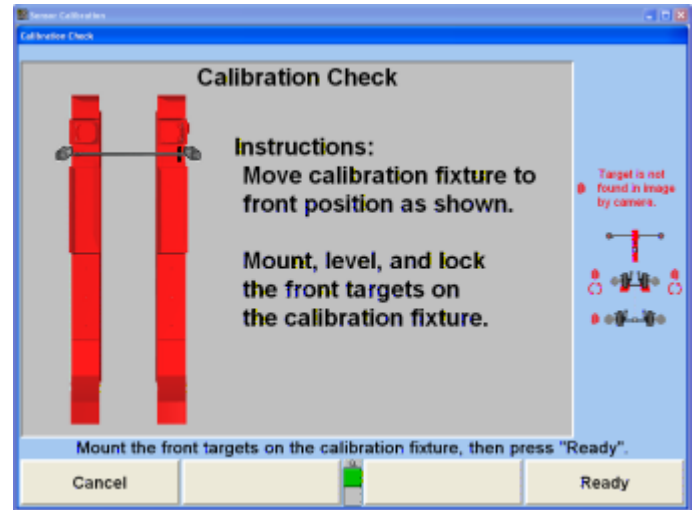 Sensor Calibration
Calibration Check
Calibration Check
Instructions:
Move calibration fixture to
front position as shown.
Mount, level, and lock
the front targets on
the calibration fixture.
Target is not
found in image
by camera.
Mount the front targets on the calibration fixture, then press "Ready".
Cancel
Ready